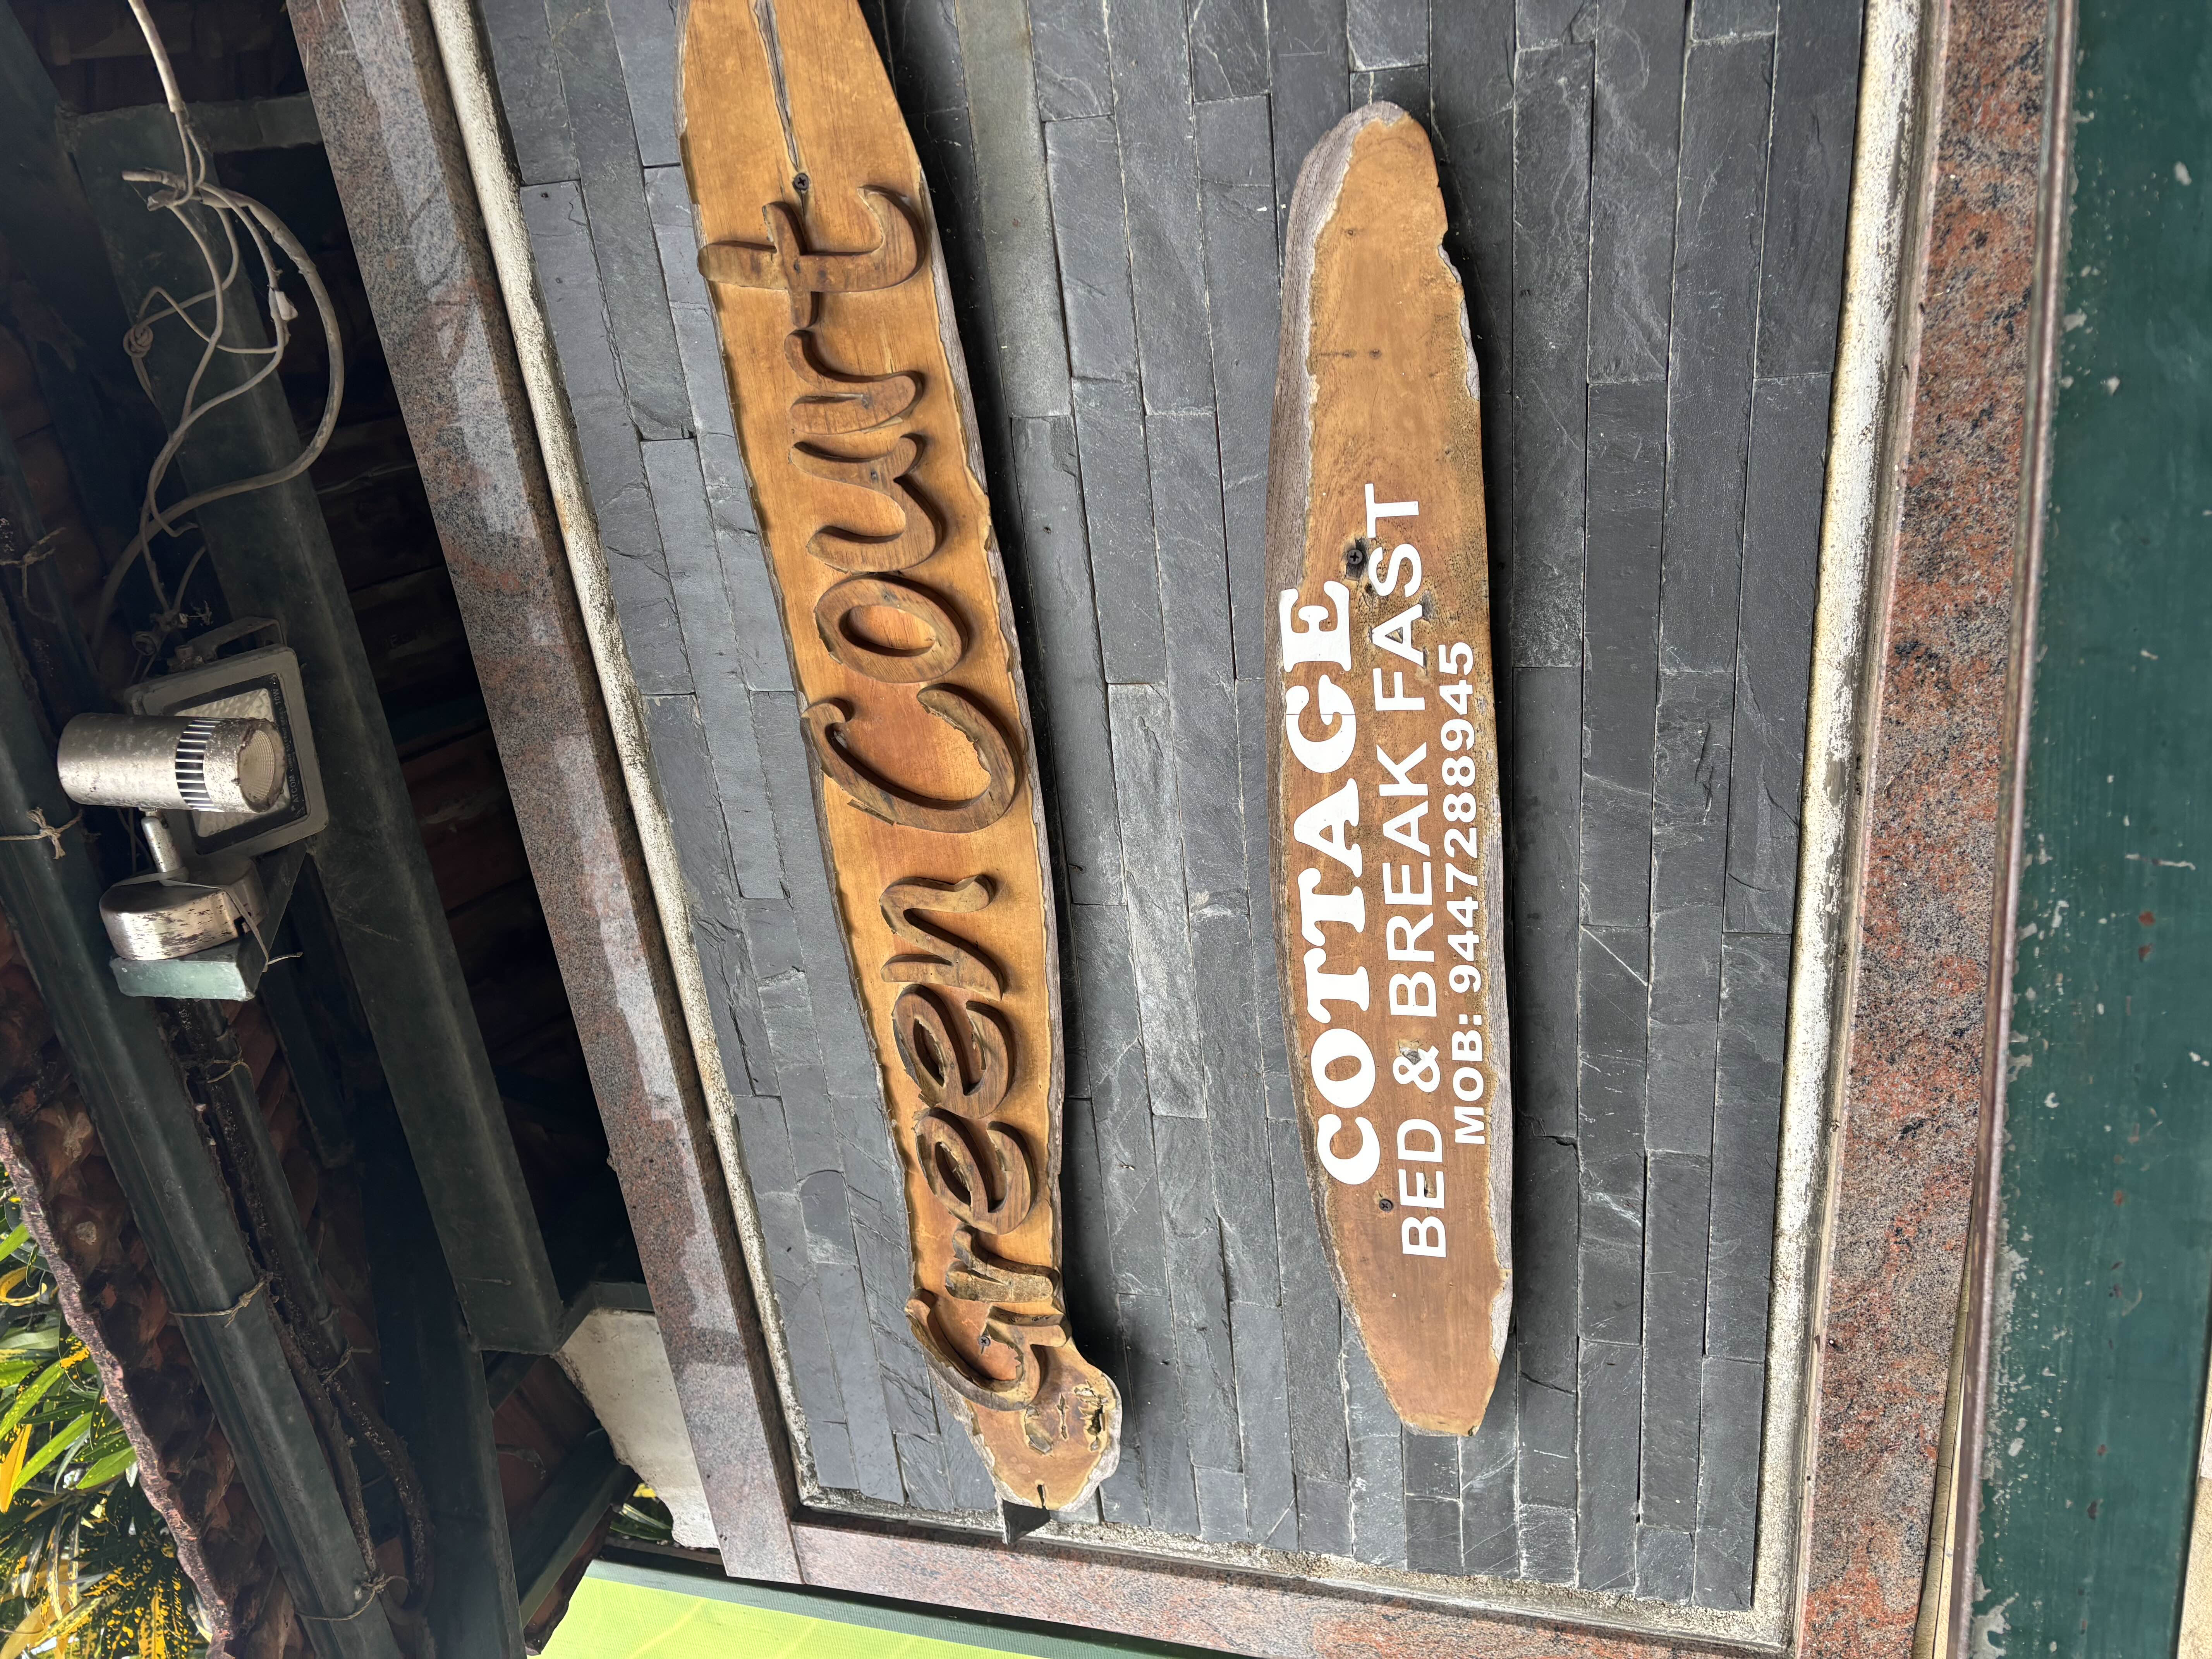 Green Court
COTTAGE
BED & BREAK FAST
MOB: 9447288945